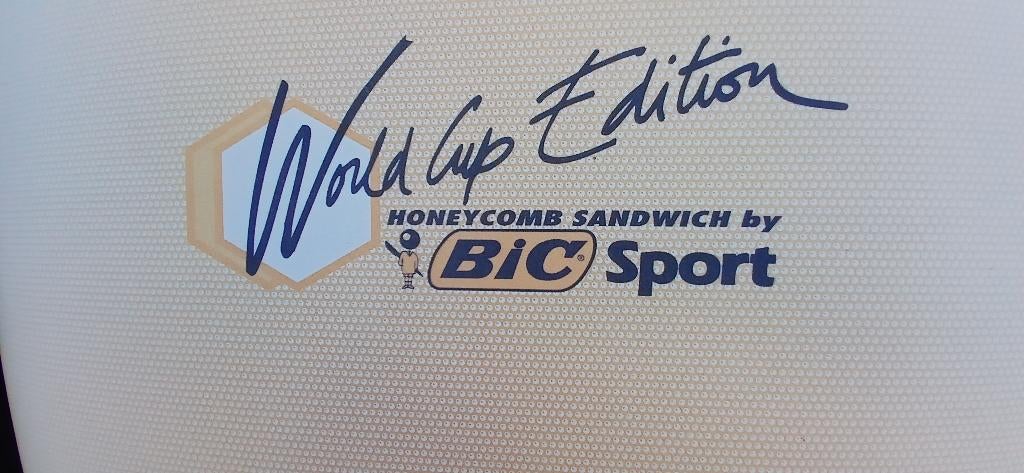 World Cup Edition
HONEYCOMB SANDWICH by
BiC® Sport